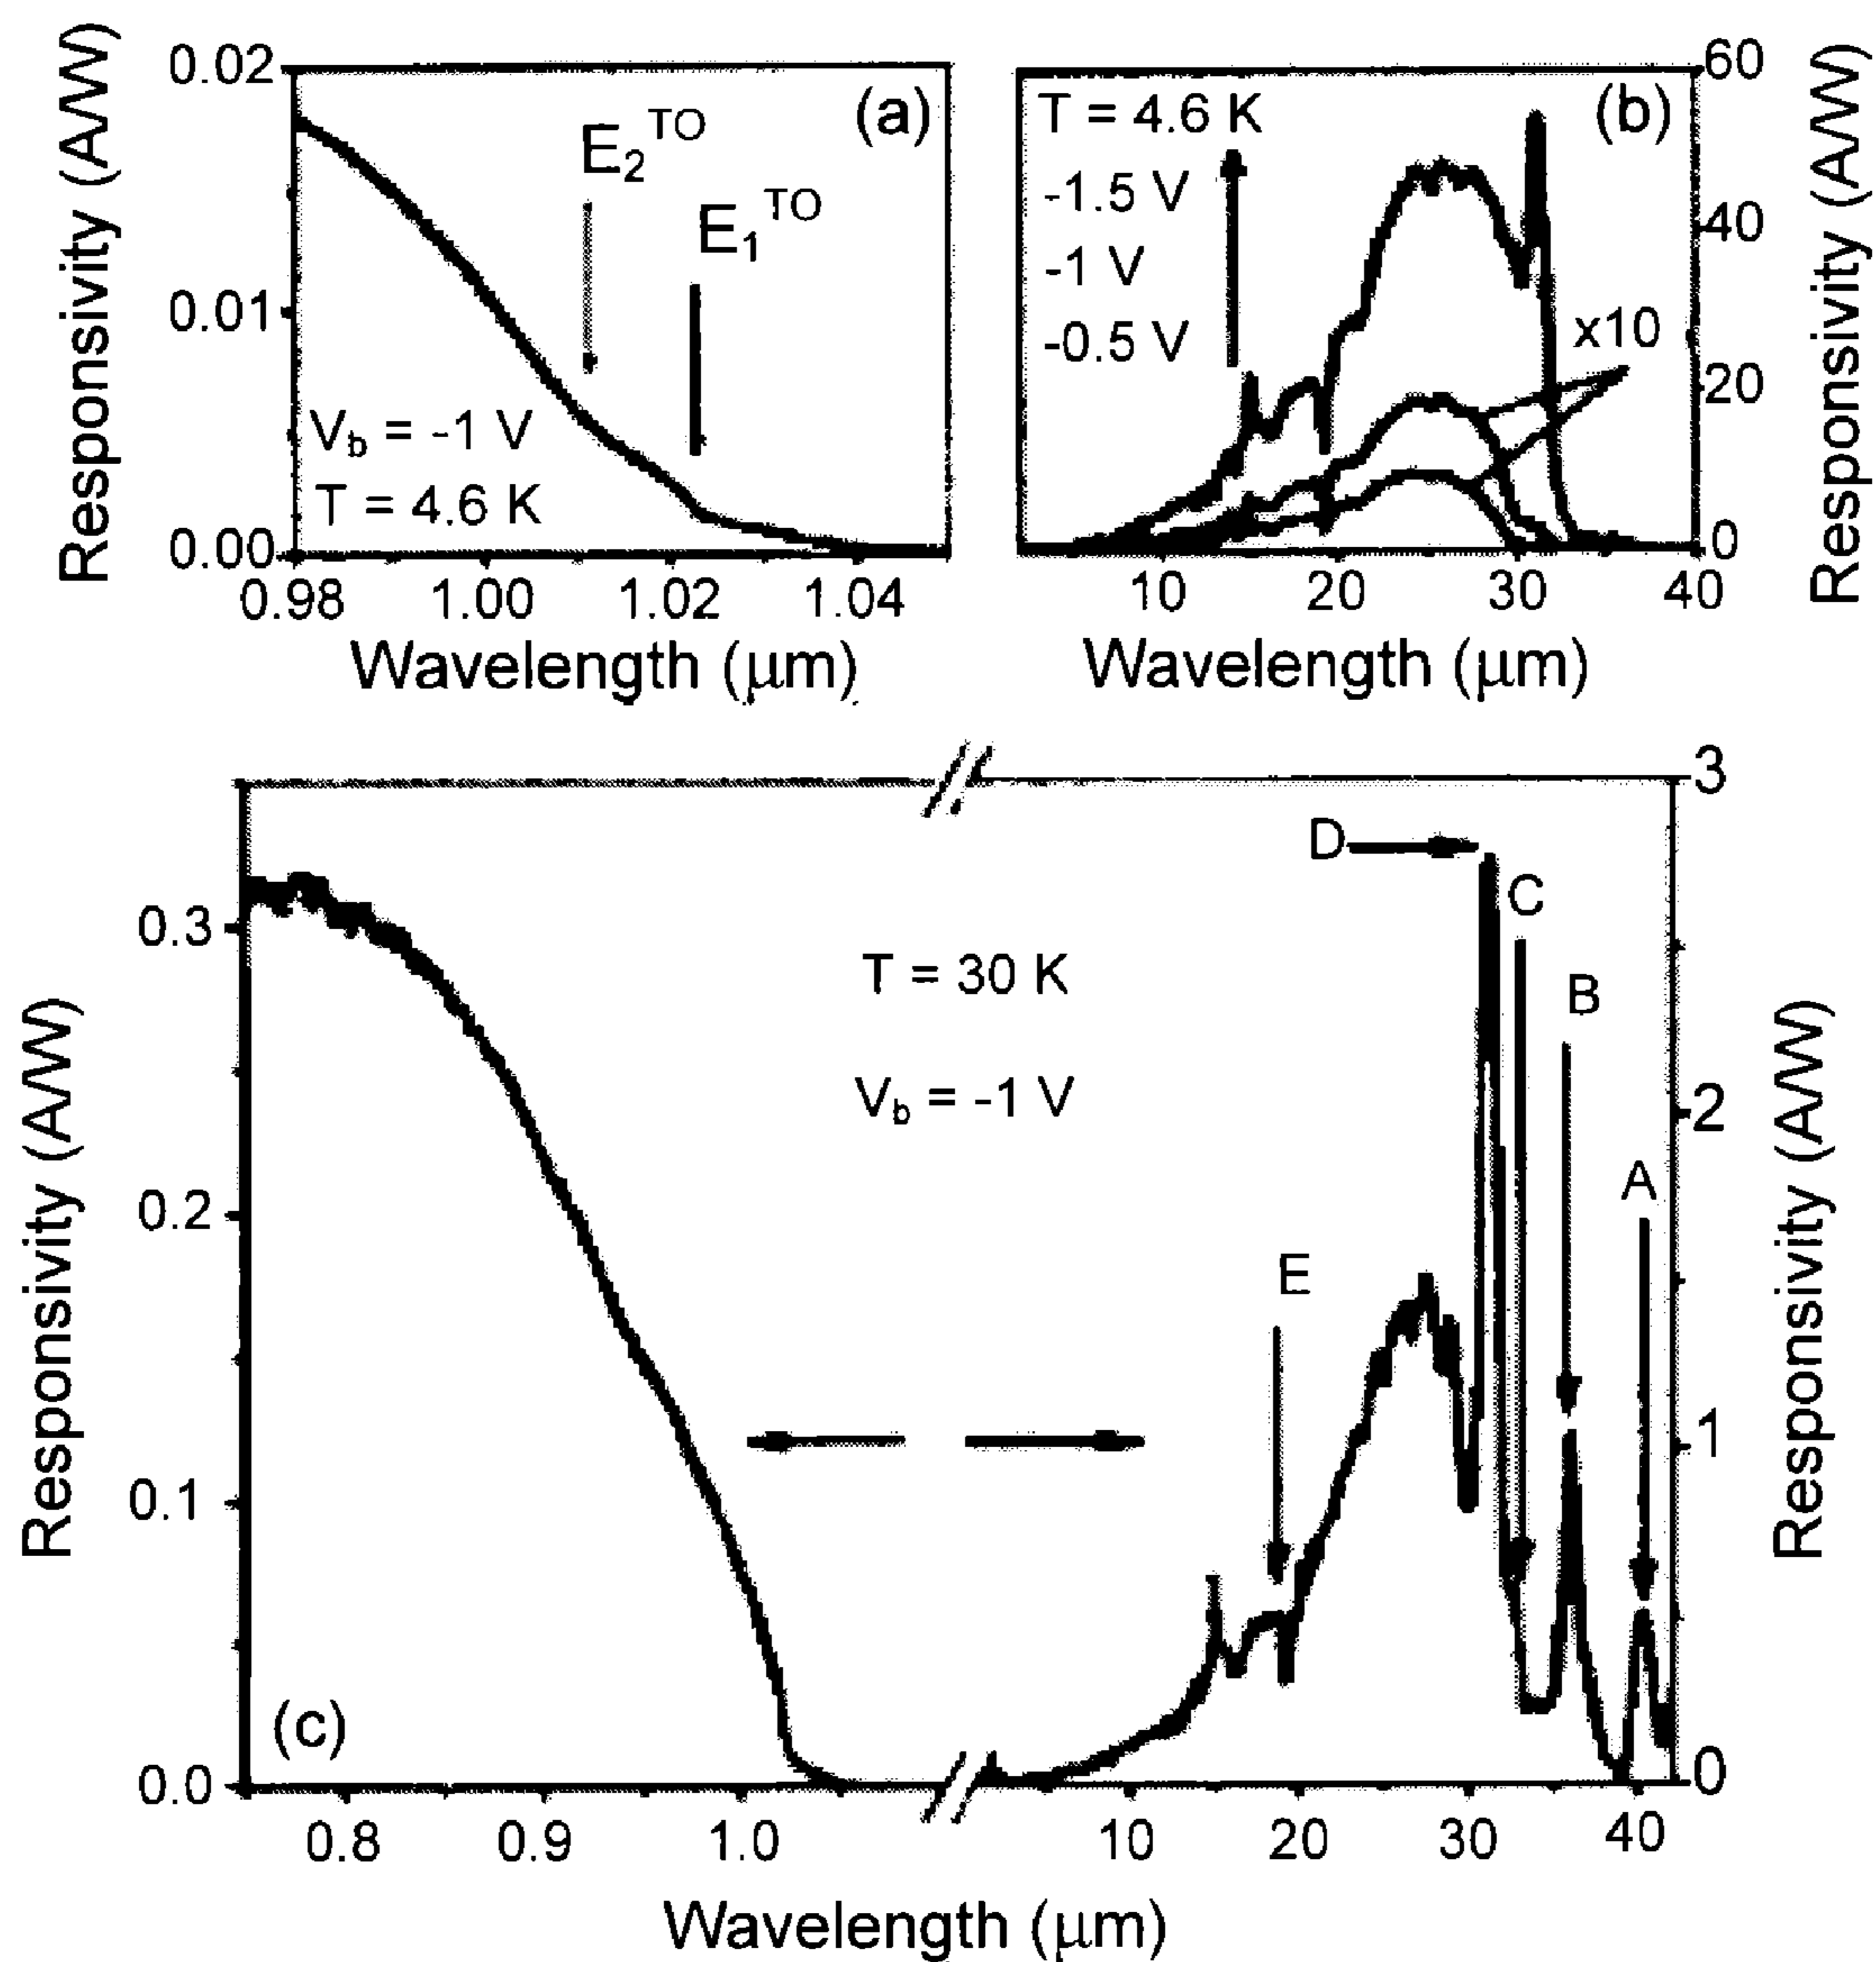 Responsivity (A/W)
0.02
0.01
0.00
(a)
E₂ᵀᴼ
E₁ᵀᴼ
V_b = -1 V
T = 4.6 K
0.98 1.00 1.02 1.04
Wavelength (μm)
T = 4.6 K
-1.5 V
-1 V
-0.5 V
(b)
x10
60
40
20
0
Responsivity (A/W)
10 20 30 40
Wavelength (μm)
Responsivity (A/W)
0.3
0.2
0.1
0.0
(c)
T = 30 K
V_b = -1 V
D
C
B
A
E
3
2
1
0
Responsivity (A/W)
0.8 0.9 1.0 10 20 30 40
Wavelength (μm)